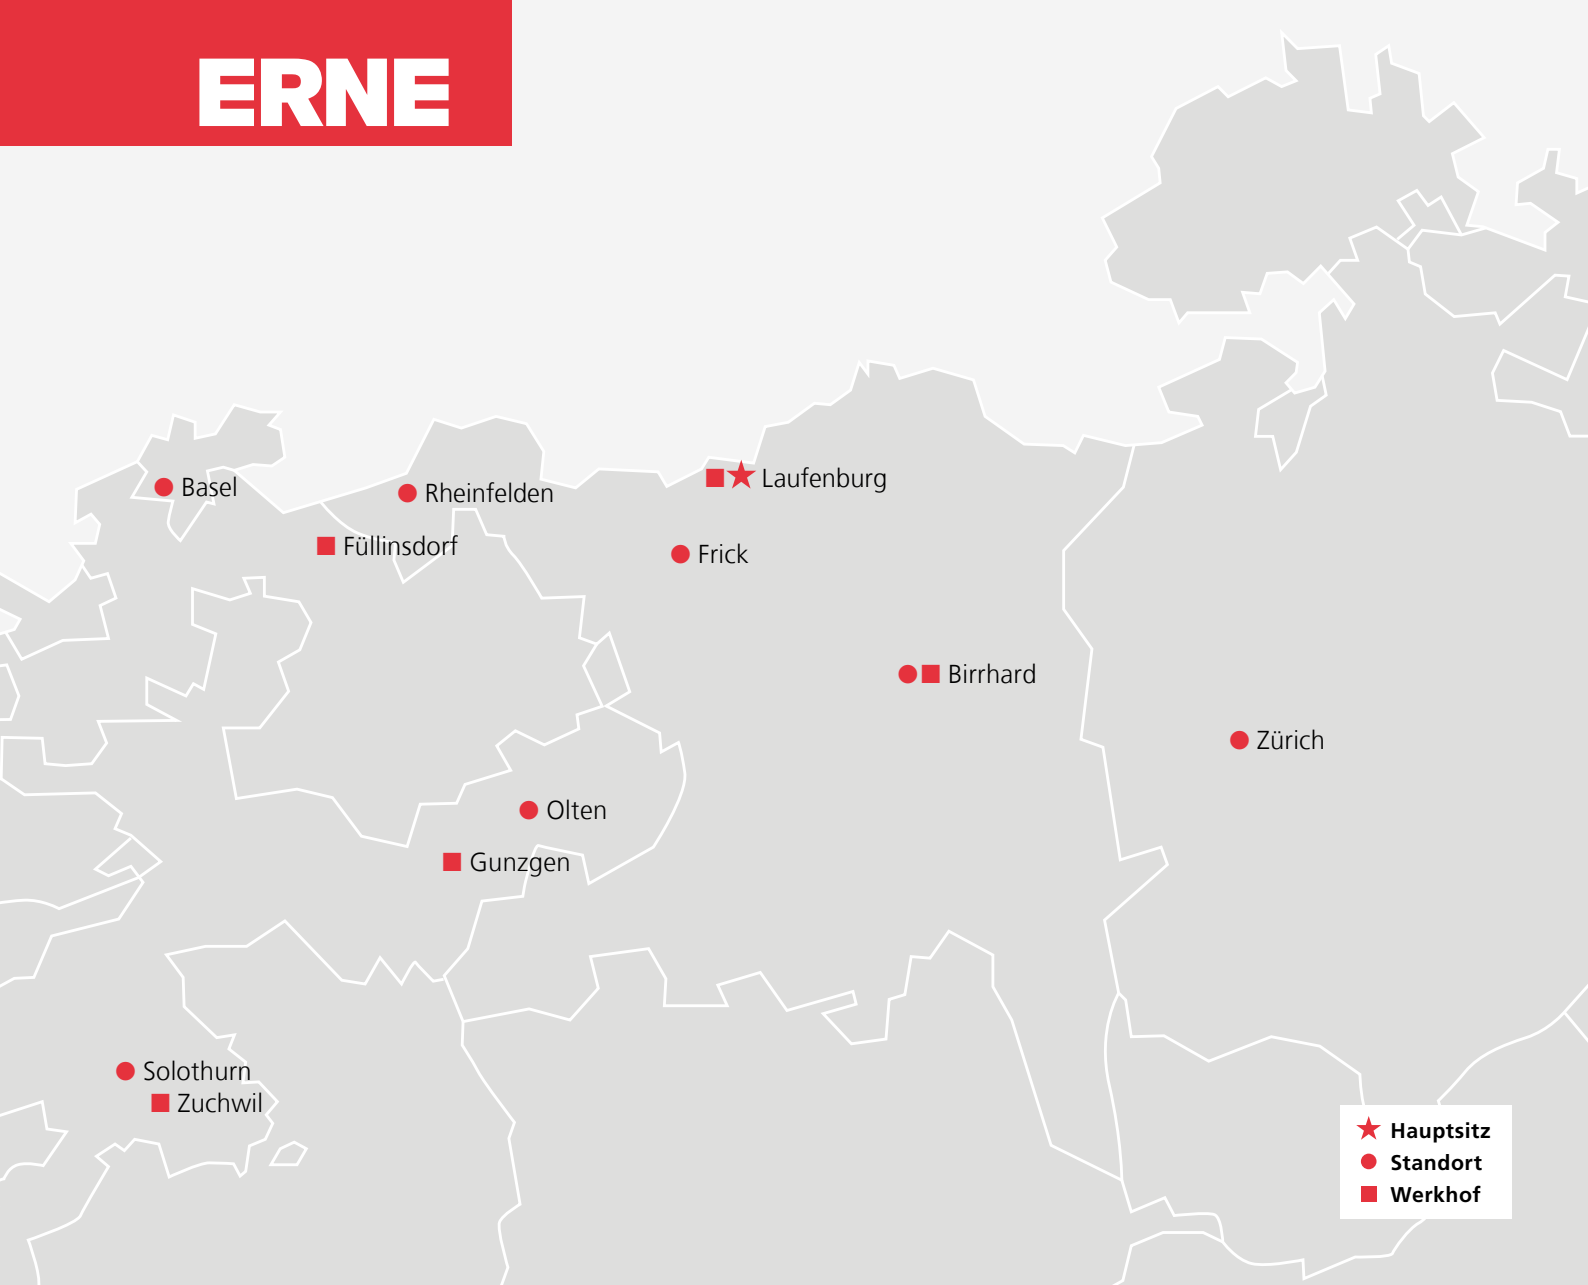 ERNE
Basel
Rheinfelden
Laufenburg
Füllinsdorf
Frick
Birrhard
Zürich
Olten
Gunzgen
Solothurn
Zuchwil
Hauptsitz
Standort
Werkhof